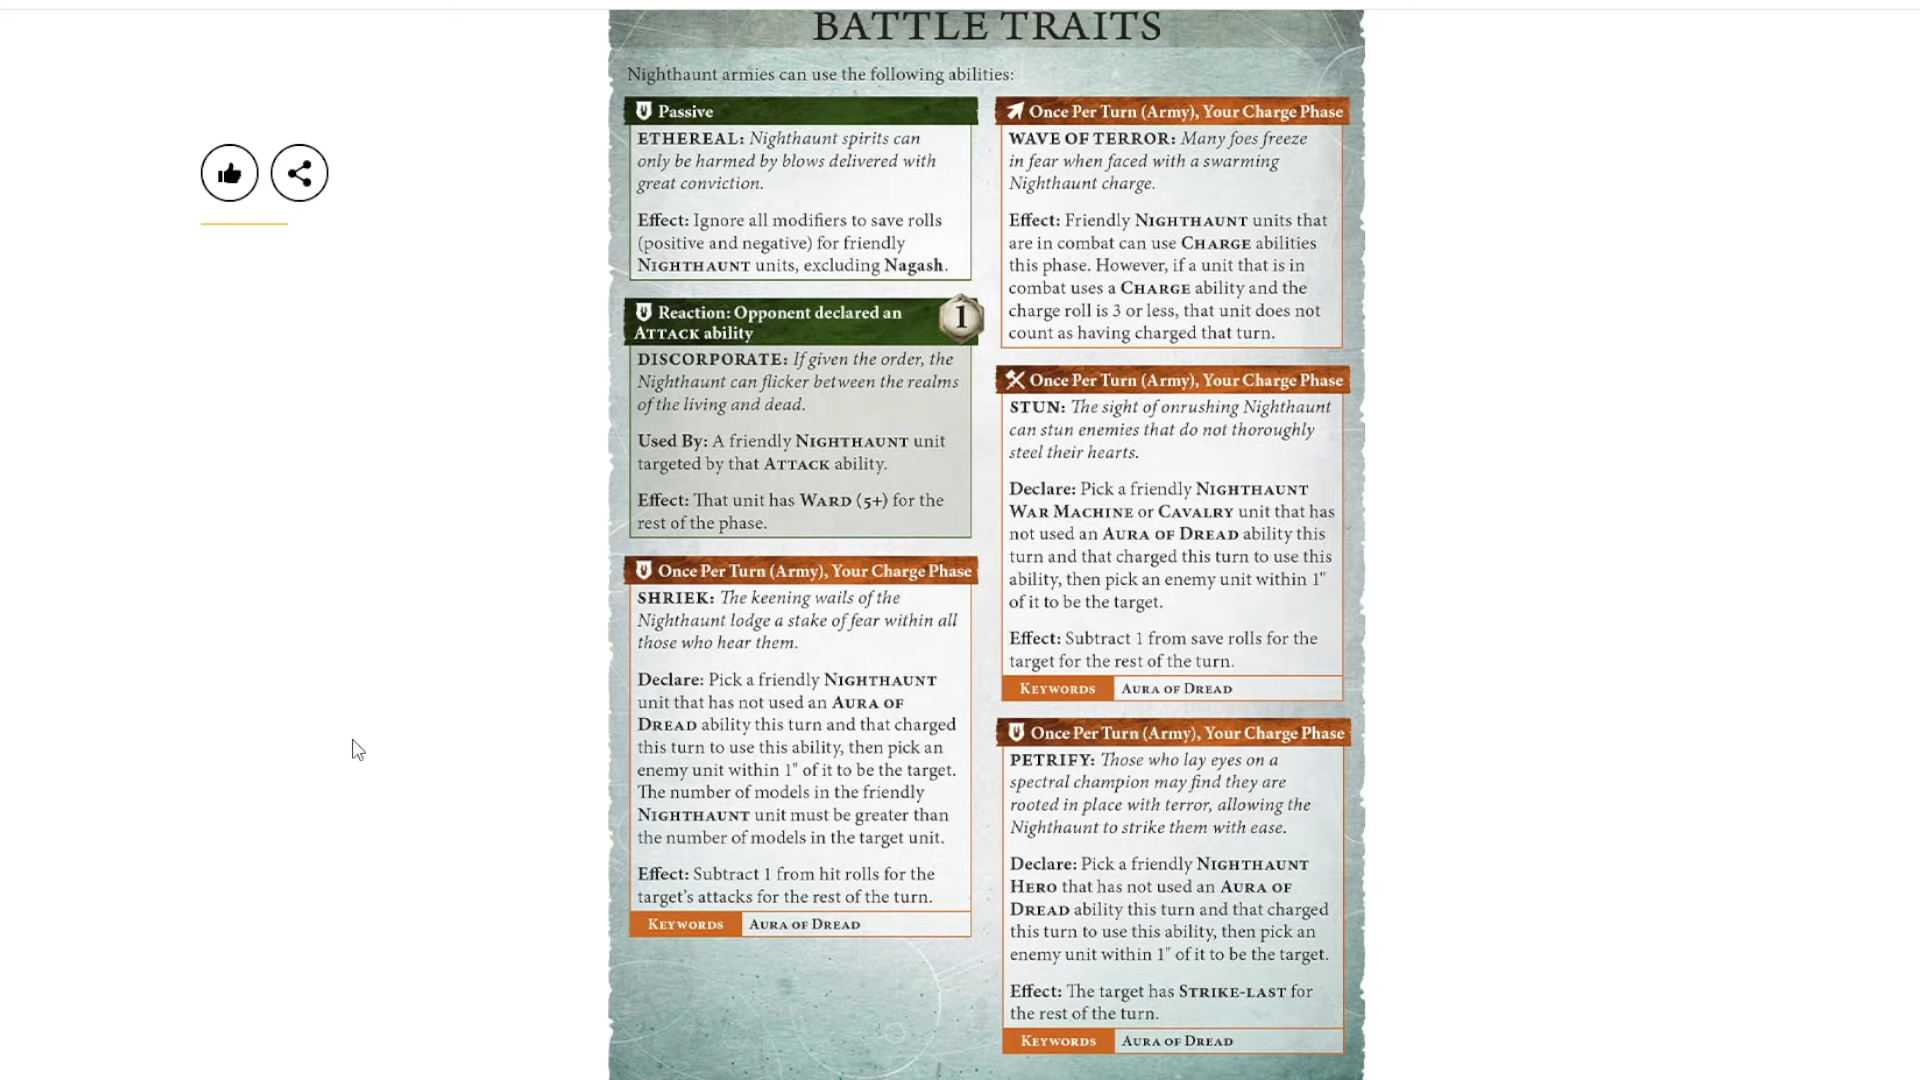 BATTLE TRAITS
Nighthaunt armies can use the following abilities:
Passive
ETHEREAL: Nighthaunt spirits can
only be harmed by blows delivered with
great conviction.
Effect: Ignore all modifiers to save rolls
(positive and negative) for friendly
NIGHTHAUNT units, excluding Nagash.
Reaction: Opponent declared an
ATTACK ability
1
DISCORPORATE: If given the order, the
Nighthaunt can flicker between the realms
of the living and dead.
Used By: A friendly NIGHTHAUNT unit
targeted by that ATTACK ability.
Effect: That unit has WARD (5+) for the
rest of the phase.
Once Per Turn (Army), Your Charge Phase
SHRIEK: The keening wails of the
Nighthaunt lodge a stake of fear within all
those who hear them.
Declare: Pick a friendly NIGHTHAUNT
unit that has not used an AURA OF
DREAD ability this turn and that charged
this turn to use this ability, then pick an
enemy unit within 1" of it to be the target.
The number of models in the friendly
NIGHTHAUNT unit must be greater than
the number of models in the target unit.
Effect: Subtract 1 from hit rolls for the
target's attacks for the rest of the turn.
KEYWORDS AURA OF DREAD
Once Per Turn (Army), Your Charge Phase
WAVE OF TERROR: Many foes freeze
in fear when faced with a swarming
Nighthaunt charge.
Effect: Friendly NIGHTHAUNT units that
are in combat can use CHARGE abilities
this phase. However, if a unit that is in
combat uses a CHARGE ability and the
charge roll is 3 or less, that unit does not
count as having charged that turn.
Once Per Turn (Army), Your Charge Phase
STUN: The sight of onrushing Nighthaunt
can stun enemies that do not thoroughly
steel their hearts.
Declare: Pick a friendly NIGHTHAUNT
WAR MACHINE or CAVALRY unit that has
not used an AURA OF DREAD ability this
turn and that charged this turn to use this
ability, then pick an enemy unit within 1"
of it to be the target.
Effect: Subtract 1 from save rolls for the
target for the rest of the turn.
KEYWORDS AURA OF DREAD
Once Per Turn (Army), Your Charge Phase
PETRIFY: Those who lay eyes on a
spectral champion may find they are
rooted in place with terror, allowing the
Nighthaunt to strike them with ease.
Declare: Pick a friendly NIGHTHAUNT
HERO that has not used an AURA OF
DREAD ability this turn and that charged
this turn to use this ability, then pick an
enemy unit within 1" of it to be the target.
Effect: The target has STRIKE-LAST for
the rest of the turn.
KEYWORDS AURA OF DREAD